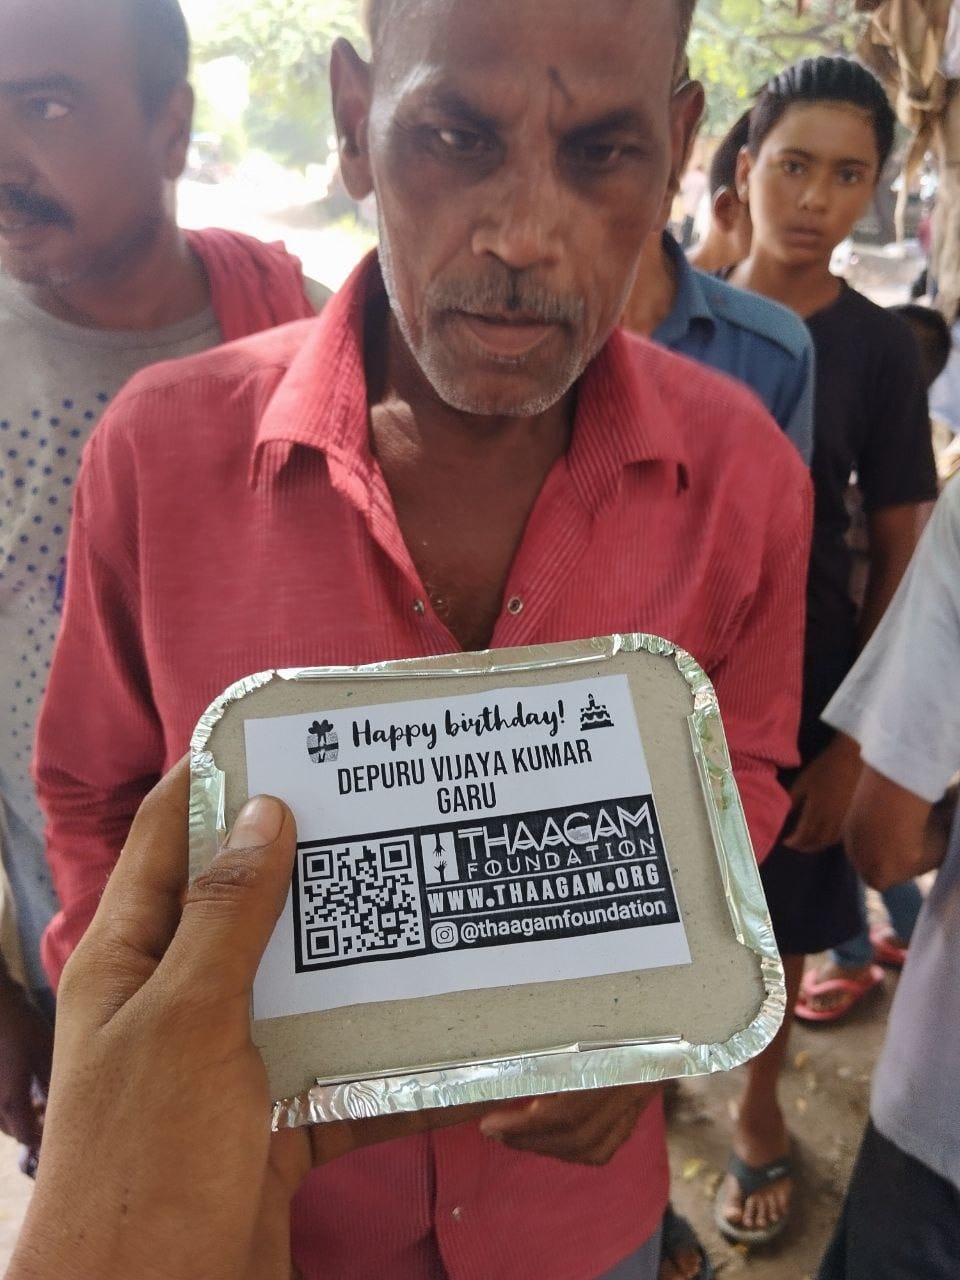 Happy birthday!
DEPURU VIJAYA KUMAR
GARU
THAAGAM
FOUNDATION
WWW.THAAGAM.ORG
@thaagamfoundation